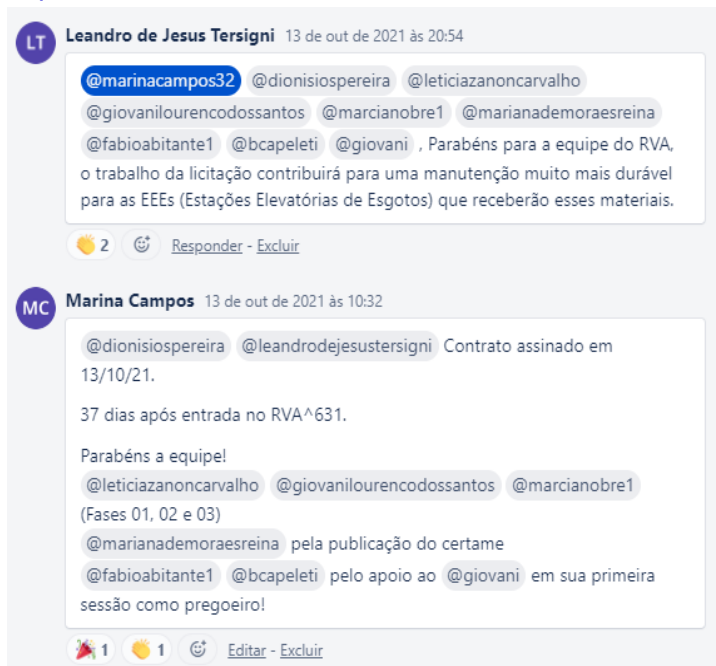 LT
Leandro de Jesus Tersigni 13 de out de 2021 às 20:54
@marinacampos32 @dionisiospereira @leticiazanoncarvalho
@giovanilourencodossantos @marcianobre1 @marianademoraesreina
@fabioabitante1 @bcapeleti @giovani , Parabéns para a equipe do RVA,
o trabalho da licitação contribuirá para uma manutenção muito mais durável
para as EEEs (Estações Elevatórias de Esgotos) que receberão esses materiais.
👏 2 Responder - Excluir
MC
Marina Campos 13 de out de 2021 às 10:32
@dionisiospereira @leandrodejesustersigni Contrato assinado em
13/10/21.
37 dias após entrada no RVA^631.
Parabéns a equipe!
@leticiazanoncarvalho @giovanilourencodossantos @marcianobre1
(Fases 01, 02 e 03)
@marianademoraesreina pela publicação do certame
@fabioabitante1 @bcapeleti pelo apoio ao @giovani em sua primeira
sessão como pregoeiro!
🎉 1 👏 1 Editar - Excluir